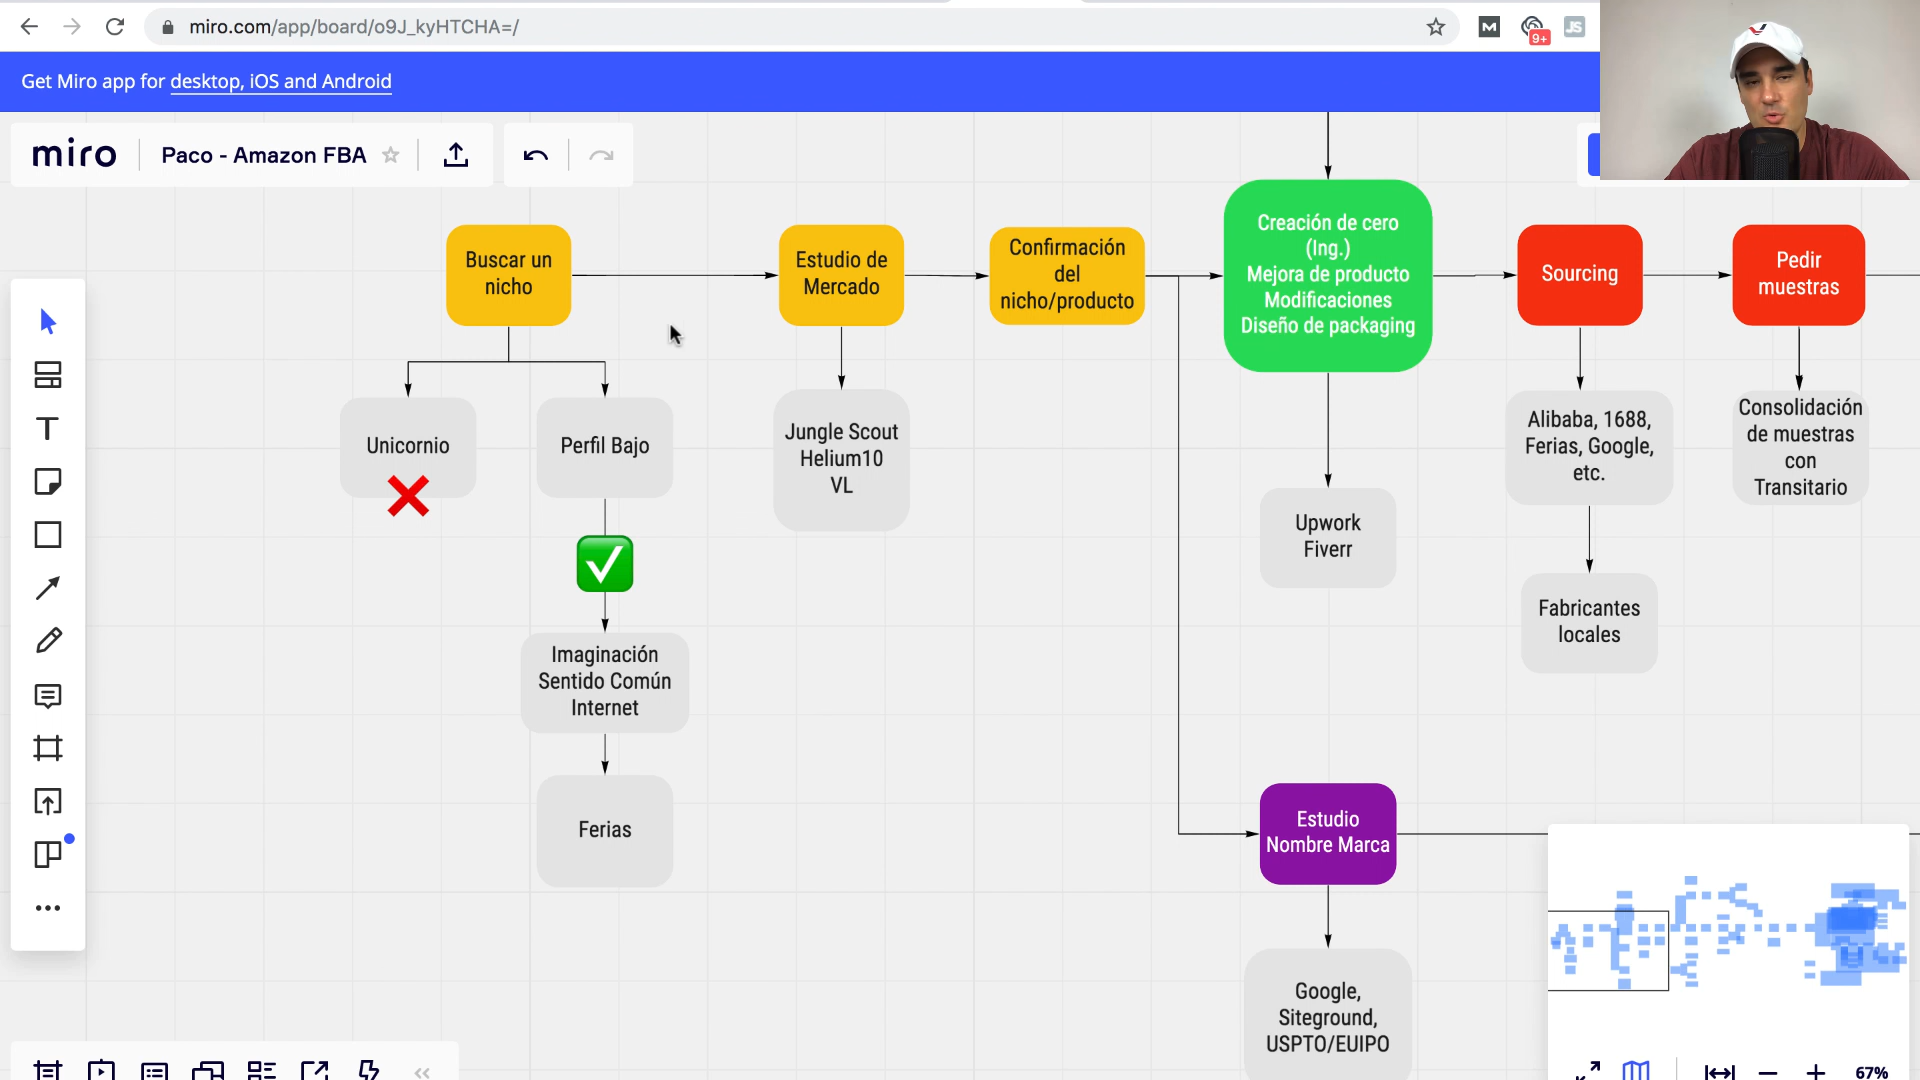 miro.com/app/board/o9J_kyHTCHA=/
9+
JS
Get Miro app for desktop, iOS and Android
miro
Paco - Amazon FBA
Buscar un
nicho
Estudio de
Mercado
Confirmación
del
nicho/producto
Creación de cero
(Ing.)
Mejora de producto
Modificaciones
Diseño de packaging
Sourcing
Pedir
muestras
Unicornio
Perfil Bajo
Jungle Scout
Helium10
VL
Alibaba, 1688,
Ferias, Google,
etc.
Consolidación
de muestras
con
Transitario
Upwork
Fiverr
Fabricantes
locales
Imaginación
Sentido Común
Internet
Ferias
Estudio
Nombre Marca
Google,
Siteground,
USPTO/EUIPO
67%